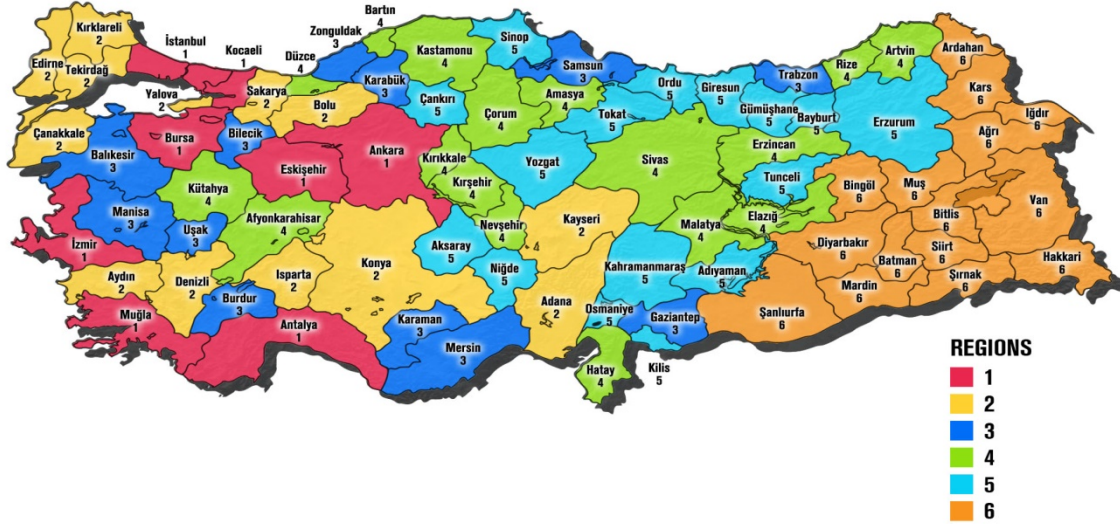 Bartın
4
Zonguldak
3
Sinop
5
Kırklareli
2
İstanbul
1
Kocaeli
1
Düzce
4
Kastamonu
4
Artvin
4
Ardahan
6
Edirne
2
Tekirdağ
2
Karabük
3
Samsun
3
Trabzon
3
Rize
4
Yalova
2
Sakarya
2
Bolu
2
Çankırı
5
Amasya
4
Ordu
5
Giresun
5
Gümüşhane
5
Bayburt
5
Kars
6
Iğdır
6
Çanakkale
2
Bursa
1
Bilecik
3
Çorum
4
Tokat
5
Erzurum
5
Ağrı
6
Balıkesir
3
Eskişehir
1
Ankara
1
Kırıkkale
4
Yozgat
5
Sivas
4
Erzincan
4
Kütahya
4
Kırşehir
4
Tunceli
5
Bingöl
6
Muş
6
Van
6
Manisa
3
Uşak
3
Afyonkarahisar
4
Nevşehir
4
Kayseri
2
Malatya
4
Elazığ
4
Bitlis
6
İzmir
1
Konya
2
Aksaray
5
Diyarbakır
6
Siirt
6
Batman
6
Hakkari
6
Aydın
2
Denizli
2
Isparta
2
Niğde
5
Kahramanmaraş
5
Adıyaman
5
Mardin
6
Şırnak
6
Burdur
3
Adana
2
Osmaniye
5
Gaziantep
3
Şanlıurfa
6
Muğla
1
Antalya
1
Karaman
3
Mersin
3
Hatay
4
Kilis
5
REGIONS
1
2
3
4
5
6